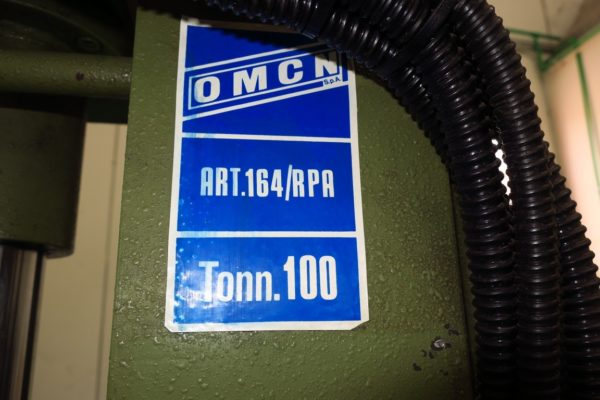 OMCN
S.p.A.
ART.164/RPA
Tonn.100